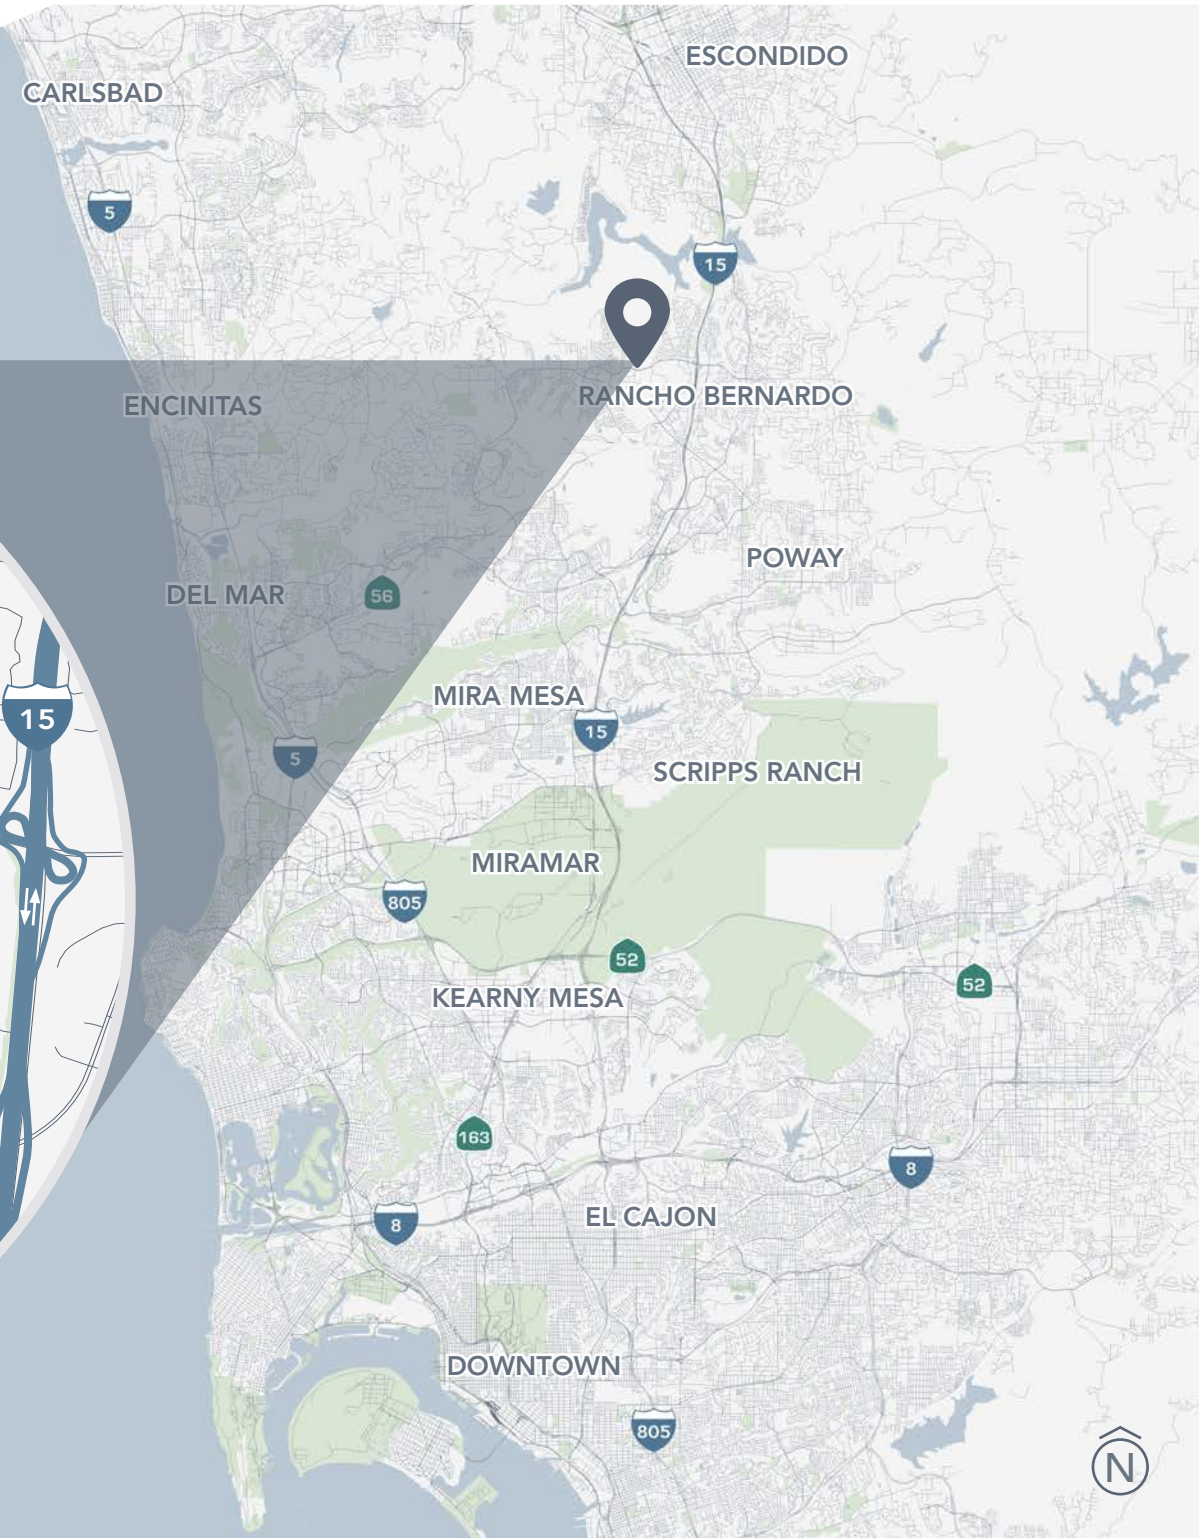 ESCONDIDO
CARLSBAD
5
15
RANCHO BERNARDO
ENCINITAS
POWAY
DEL MAR
56
MIRA MESA
15
15
5
SCRIPPS RANCH
MIRAMAR
805
52
52
KEARNY MESA
163
8
8
EL CAJON
DOWNTOWN
805
N